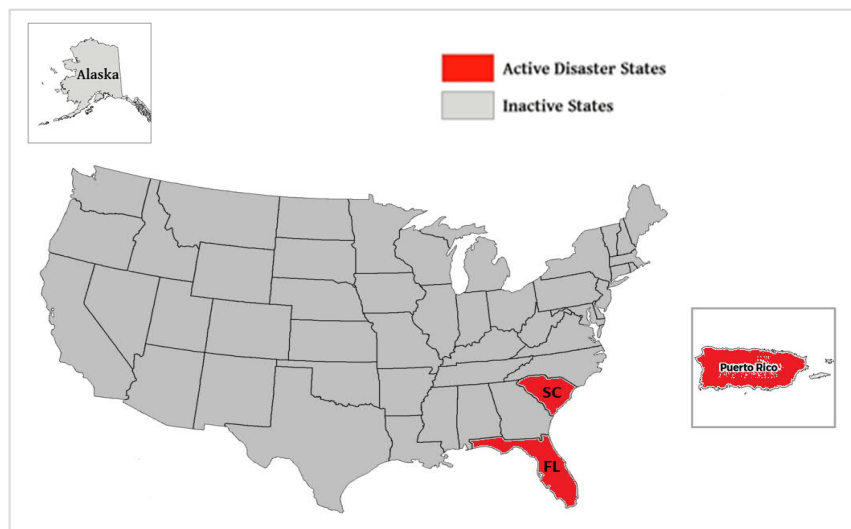 Alaska
Active Disaster States
Inactive States
Puerto Rico
SC
FL